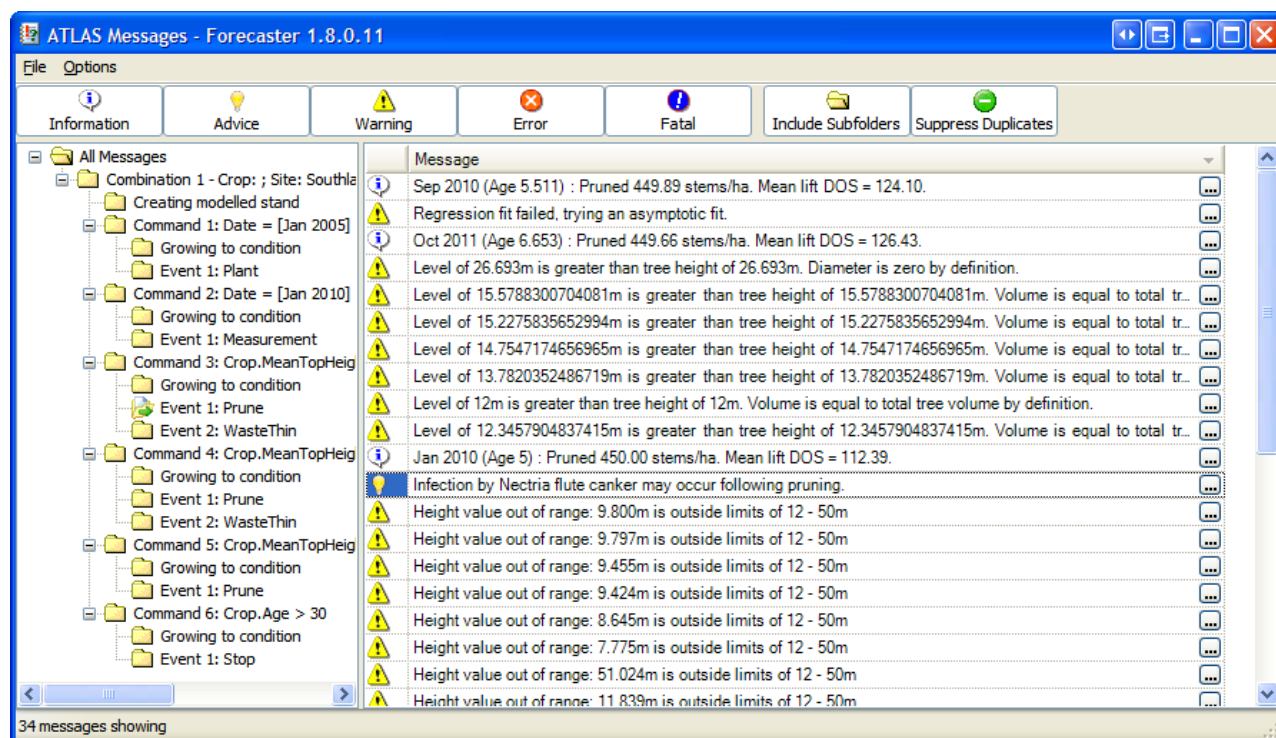 ATLAS Messages - Forecaster 1.8.0.11
File Options
Information Advice Warning Error Fatal Include Subfolders Suppress Duplicates
All Messages
Combination 1 - Crop: ; Site: Southla
Creating modelled stand
Command 1: Date = [Jan 2005]
Growing to condition
Event 1: Plant
Command 2: Date = [Jan 2010]
Growing to condition
Event 1: Measurement
Command 3: Crop.MeanTopHeig
Growing to condition
Event 1: Prune
Event 2: WasteThin
Command 4: Crop.MeanTopHeig
Growing to condition
Event 1: Prune
Event 2: WasteThin
Command 5: Crop.MeanTopHeig
Growing to condition
Event 1: Prune
Command 6: Crop.Age > 30
Growing to condition
Event 1: Stop
Message
Sep 2010 (Age 5.511) : Pruned 449.89 stems/ha. Mean lift DOS = 124.10. ...
Regression fit failed, trying an asymptotic fit. ...
Oct 2011 (Age 6.653) : Pruned 449.66 stems/ha. Mean lift DOS = 126.43. ...
Level of 26.693m is greater than tree height of 26.693m. Diameter is zero by definition. ...
Level of 15.5788300704081m is greater than tree height of 15.5788300704081m. Volume is equal to total tr... ...
Level of 15.2275835652994m is greater than tree height of 15.2275835652994m. Volume is equal to total tr... ...
Level of 14.7547174656965m is greater than tree height of 14.7547174656965m. Volume is equal to total tr... ...
Level of 13.7820352486719m is greater than tree height of 13.7820352486719m. Volume is equal to total tr... ...
Level of 12m is greater than tree height of 12m. Volume is equal to total tree volume by definition. ...
Level of 12.3457904837415m is greater than tree height of 12.3457904837415m. Volume is equal to total tr... ...
Jan 2010 (Age 5) : Pruned 450.00 stems/ha. Mean lift DOS = 112.39. ...
Infection by Nectria flute canker may occur following pruning. ...
Height value out of range: 9.800m is outside limits of 12 - 50m ...
Height value out of range: 9.797m is outside limits of 12 - 50m ...
Height value out of range: 9.455m is outside limits of 12 - 50m ...
Height value out of range: 9.424m is outside limits of 12 - 50m ...
Height value out of range: 8.645m is outside limits of 12 - 50m ...
Height value out of range: 7.775m is outside limits of 12 - 50m ...
Height value out of range: 51.024m is outside limits of 12 - 50m ...
Height value out of range: 11.839m is outside limits of 12 - 50m ...
34 messages showing